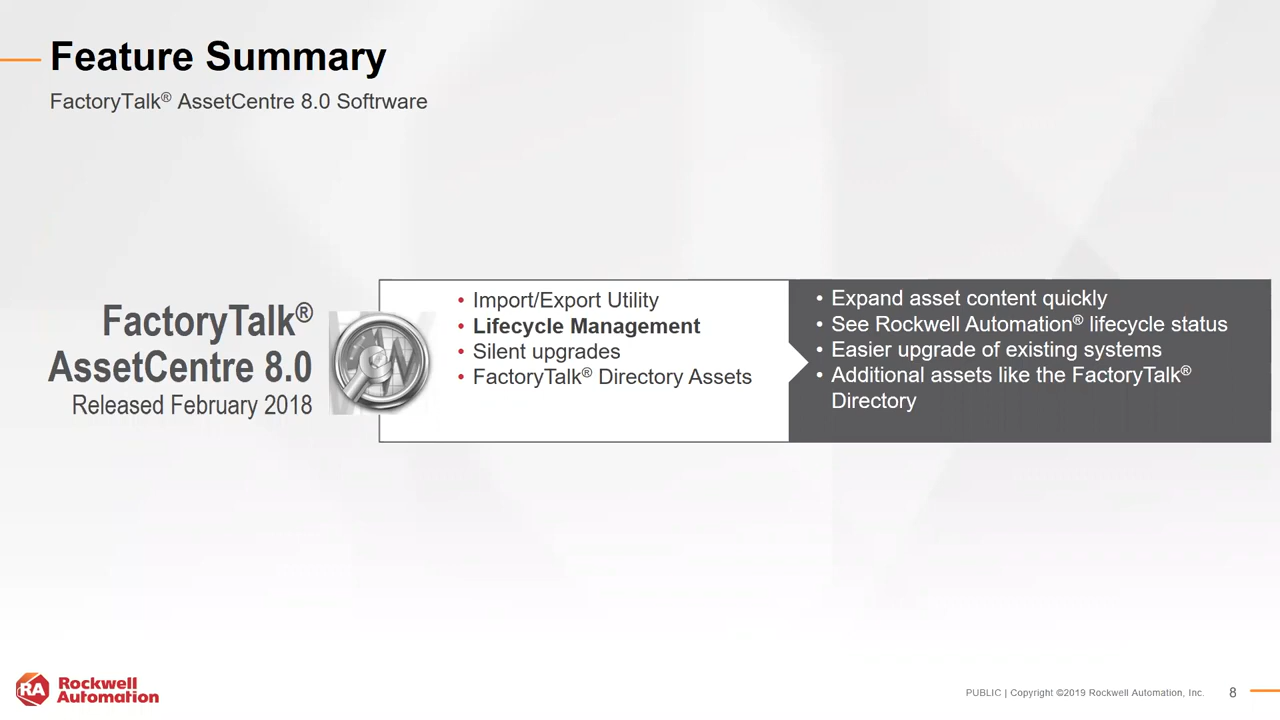 Feature Summary
FactoryTalk® AssetCentre 8.0 Softrware
FactoryTalk®
AssetCentre 8.0
Released February 2018
• Import/Export Utility
• Lifecycle Management
• Silent upgrades
• FactoryTalk® Directory Assets
• Expand asset content quickly
• See Rockwell Automation® lifecycle status
• Easier upgrade of existing systems
• Additional assets like the FactoryTalk®
Directory
RA
Rockwell
Automation
PUBLIC | Copyright ©2019 Rockwell Automation, Inc.
8